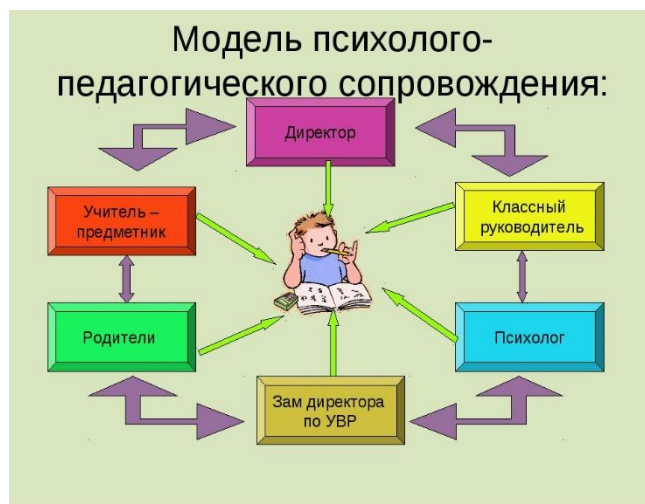 Модель психолого-
педагогического сопровождения:
Директор
Учитель –
предметник
Классный
руководитель
Родители
Психолог
Зам директора
по УВР